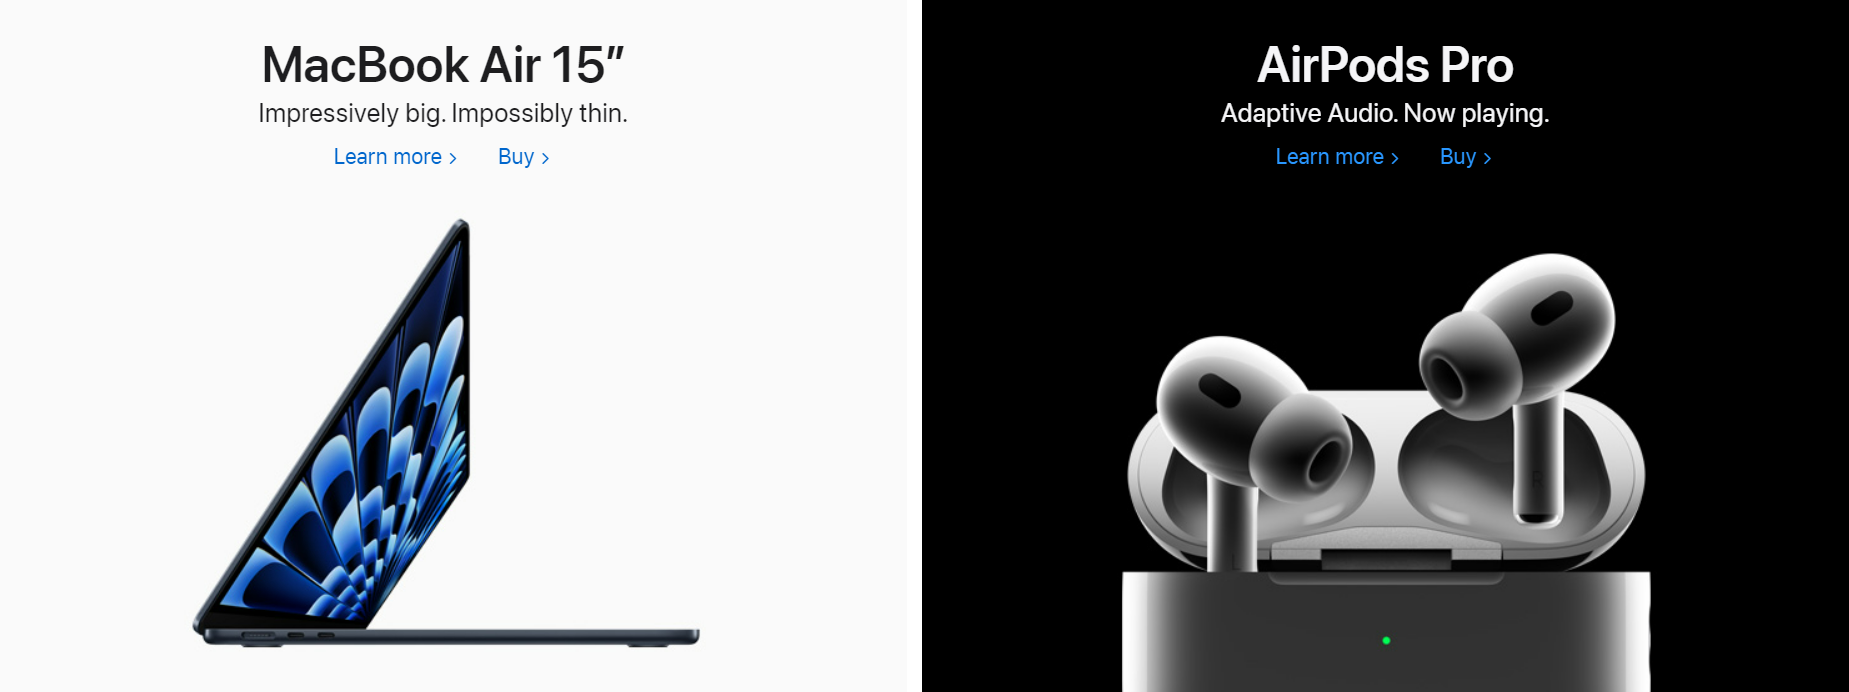 MacBook Air 15”
Impressively big. Impossibly thin.
Learn more >
Buy >
AirPods Pro
Adaptive Audio. Now playing.
Learn more >
Buy >
R